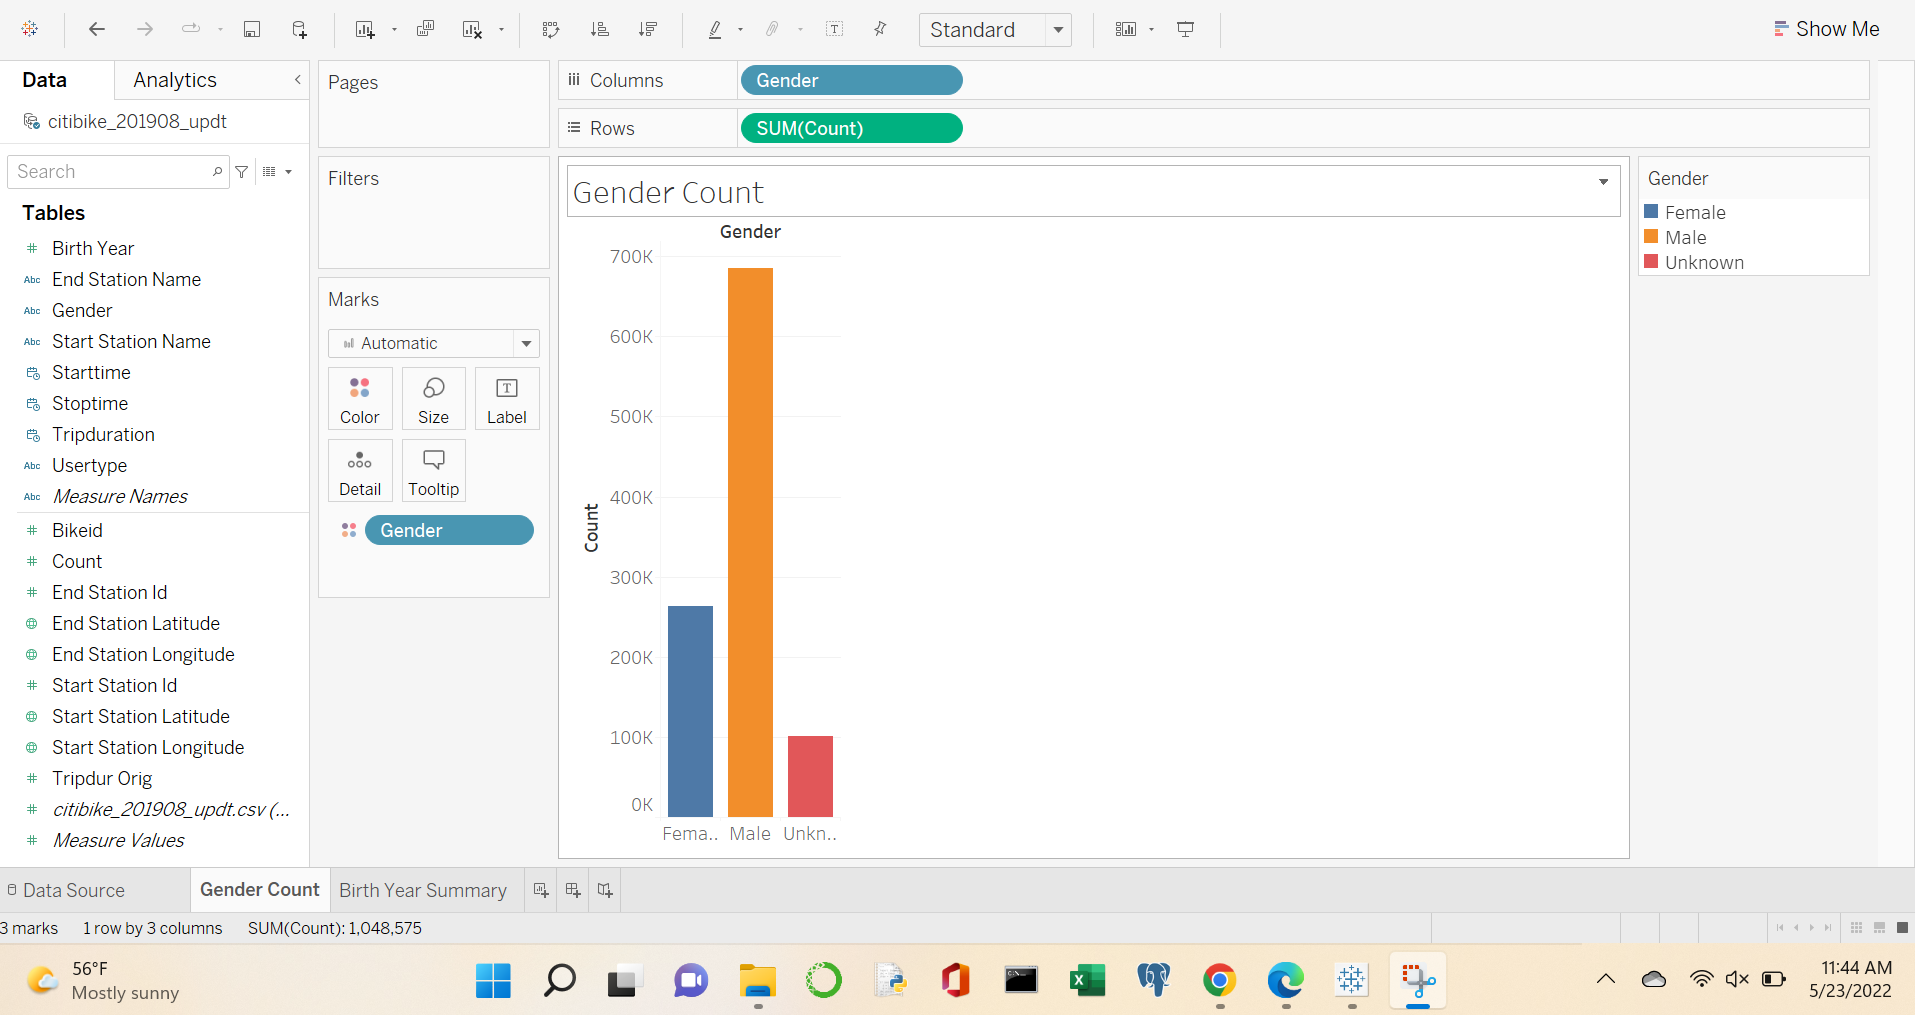 Standard
Show Me
Data
Analytics
citibike_201908_updt
Search
Tables
Birth Year
Abc End Station Name
Abc Gender
Abc Start Station Name
Starttime
Stoptime
Tripduration
Abc Usertype
Abc Measure Names
Bikeid
Count
End Station Id
End Station Latitude
End Station Longitude
Start Station Id
Start Station Latitude
Start Station Longitude
Tripdur Orig
citibike_201908_updt.csv (...
Measure Values
Pages
Filters
Marks
Automatic
Color
Size
Label
Detail
Tooltip
Gender
Columns
Gender
Rows
SUM(Count)
Gender Count
Gender
700K
600K
500K
400K
300K
200K
100K
0K
Count
Fema..
Male
Unkn..
Gender
Female
Male
Unknown
Data Source
Gender Count
Birth Year Summary
3 marks
1 row by 3 columns
SUM(Count): 1,048,575
56°F
Mostly sunny
11:44 AM
5/23/2022